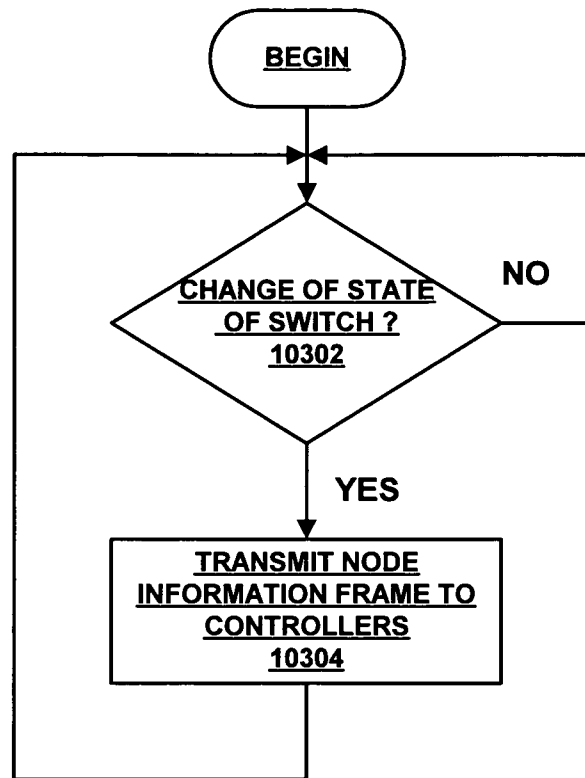 BEGIN
CHANGE OF STATE
OF SWITCH ?
10302
NO
YES
TRANSMIT NODE
INFORMATION FRAME TO
CONTROLLERS
10304